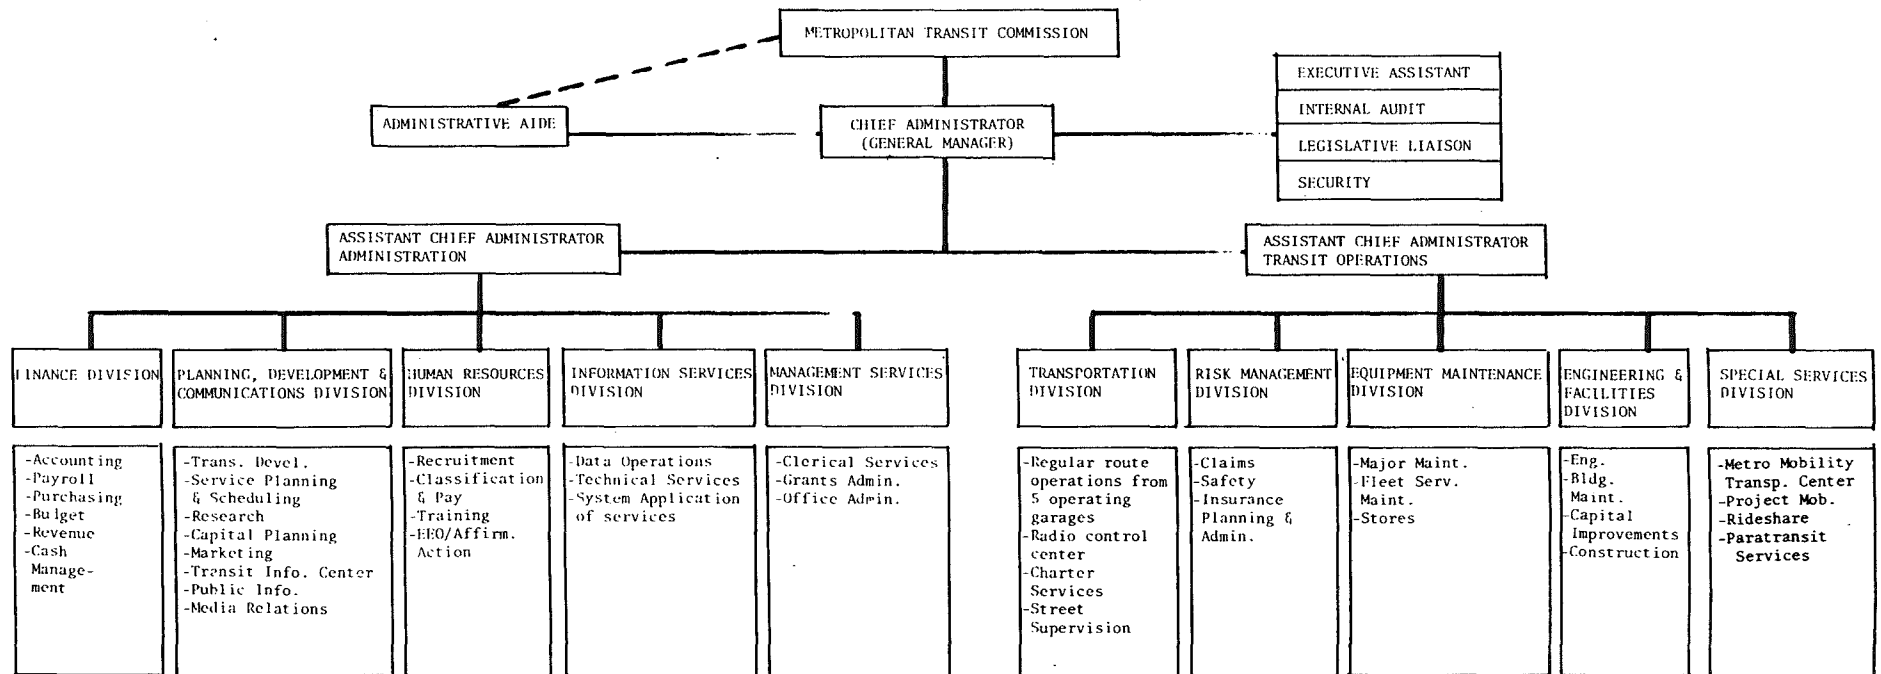 METROPOLITAN TRANSIT COMMISSION
EXECUTIVE ASSISTANT
INTERNAL AUDIT
LEGISLATIVE LIAISON
SECURITY
ADMINISTRATIVE AIDE
CHIEF ADMINISTRATOR
(GENERAL MANAGER)
ASSISTANT CHIEF ADMINISTRATOR
ADMINISTRATION
ASSISTANT CHIEF ADMINISTRATOR
TRANSIT OPERATIONS
FINANCE DIVISION
PLANNING, DEVELOPMENT &
COMMUNICATIONS DIVISION
HUMAN RESOURCES
DIVISION
INFORMATION SERVICES
DIVISION
MANAGEMENT SERVICES
DIVISION
TRANSPORTATION
DIVISION
RISK MANAGEMENT
DIVISION
EQUIPMENT MAINTENANCE
DIVISION
ENGINEERING &
FACILITIES
DIVISION
SPECIAL SERVICES
DIVISION
-Accounting
-Payroll
-Purchasing
-Budget
-Revenue
-Cash
Manage-
ment
-Trans. Devel.
-Service Planning
& Scheduling
-Research
-Capital Planning
-Marketing
-Transit Info. Center
-Public Info.
-Media Relations
-Recruitment
-Classification
& Pay
-Training
-EEO/Affirm.
Action
-Data Operations
-Technical Services
-System Application
of services
-Clerical Services
-Grants Admin.
-Office Admin.
-Regular route
operations from
5 operating
garages
-Radio control
center
-Charter
Services
-Street
Supervision
-Claims
-Safety
-Insurance
Planning &
Admin.
-Major Maint.
-Fleet Serv.
Maint.
-Stores
-Eng.
-Bldg.
Maint.
-Capital
Improvements
-Construction
-Metro Mobility
Transp. Center
-Project Mob.
-Rideshare
-Paratransit
Services